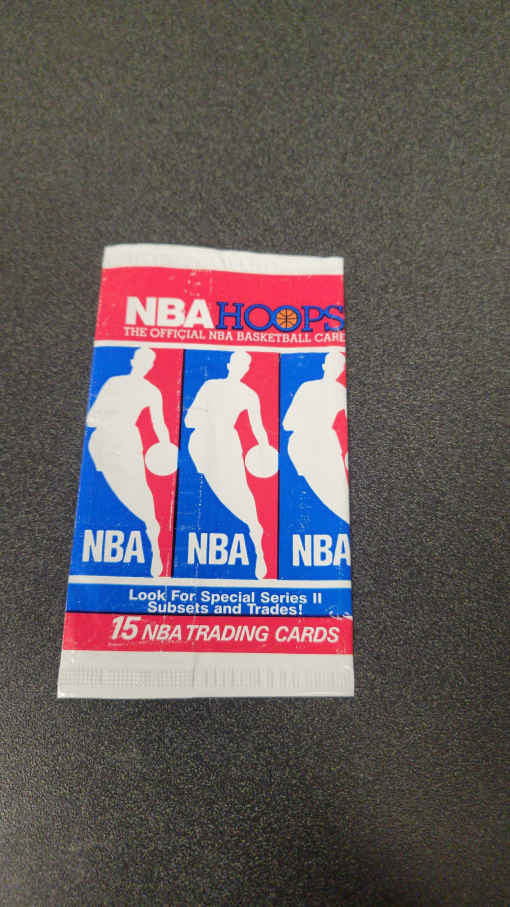 NBA HOOPS
THE OFFICIAL NBA BASKETBALL CARD
NBA NBA NBA
Look For Special Series II
Subsets and Trades!
15 NBA TRADING CARDS